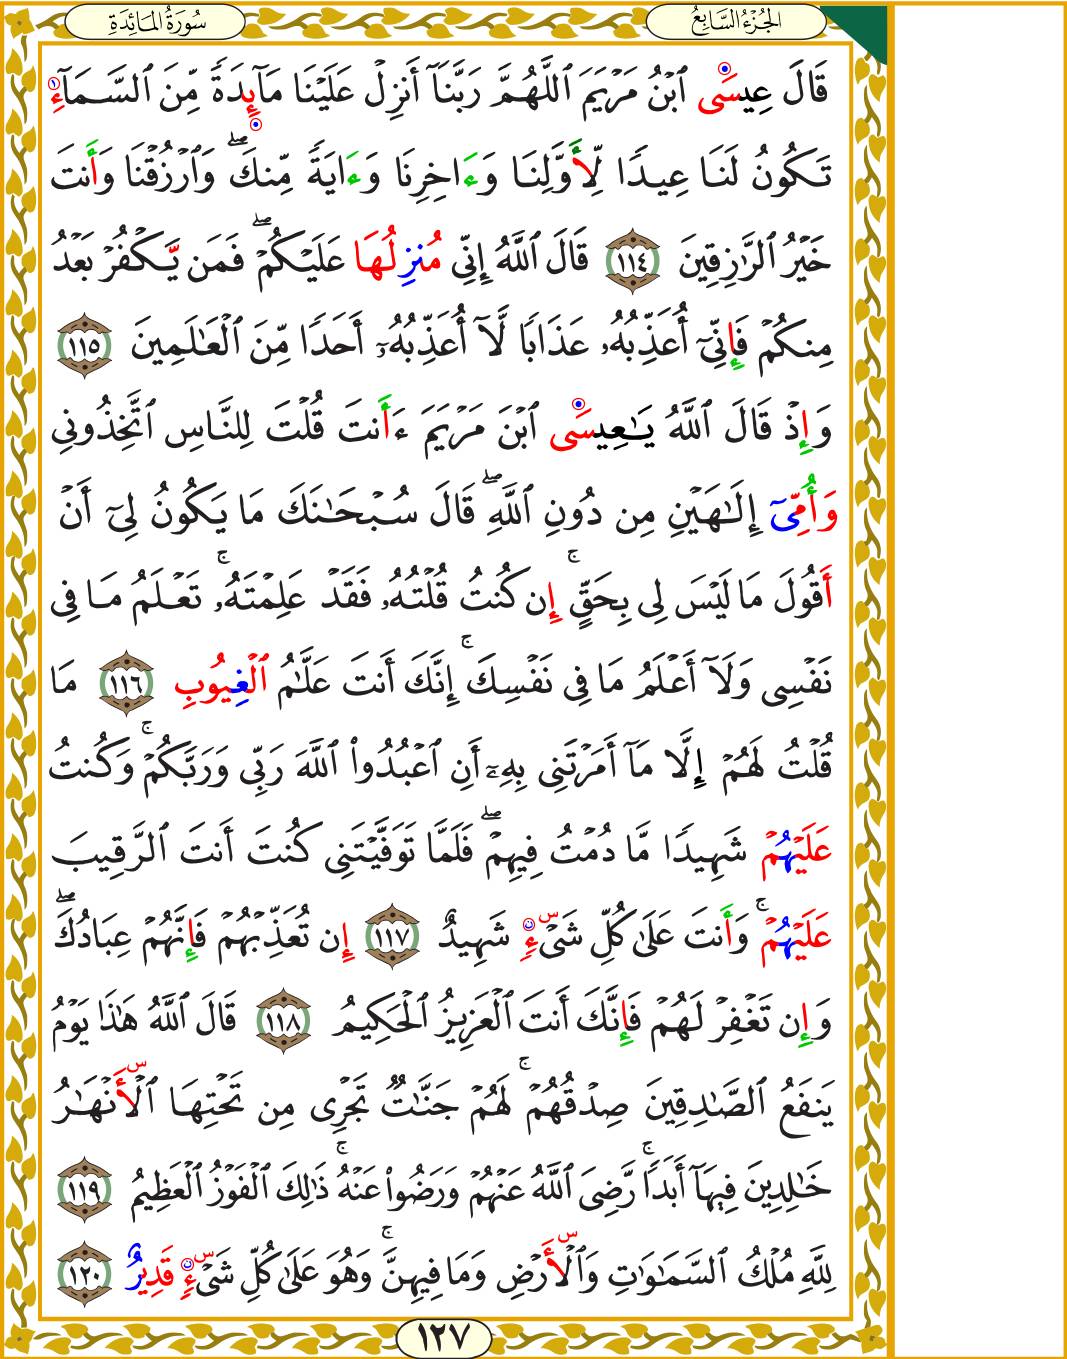 الجُزْءُ السَّابِعُ
سُورَةُ المَائِدَةِ
قَالَ عِيسَى ٱبْنُ مَرْيَمَ ٱللَّهُمَّ رَبَّنَآ أَنزِلْ عَلَيْنَا مَآئِدَةً مِّنَ ٱلسَّمَآءِ
تَكُونُ لَنَا عِيدًا لِّأَوَّلِنَا وَءَاخِرِنَا وَءَايَةً مِّنكَ ۖ وَٱرْزُقْنَا وَأَنتَ
خَيْرُ ٱلرَّٰزِقِينَ ١١٤ قَالَ ٱللَّهُ إِنِّي مُنزِلُهَا عَلَيْكُمْ ۖ فَمَن يَّكْفُرْ بَعْدُ
مِنكُمْ فَإِنِّيٓ أُعَذِّبُهُۥ عَذَابًا لَّآ أُعَذِّبُهُۥٓ أَحَدًا مِّنَ ٱلْعَٰلَمِينَ ١١٥
وَإِذْ قَالَ ٱللَّهُ يَٰعِيسَى ٱبْنَ مَرْيَمَ ءَأَنتَ قُلْتَ لِلنَّاسِ ٱتَّخِذُونِي
وَأُمِّيَ إِلَٰهَيْنِ مِن دُونِ ٱللَّهِ ۖ قَالَ سُبْحَٰنَكَ مَا يَكُونُ لِيٓ أَنْ
أَقُولَ مَا لَيْسَ لِي بِحَقٍّ ۚ إِن كُنتُ قُلْتُهُۥ فَقَدْ عَلِمْتَهُۥ ۚ تَعْلَمُ مَا فِي
نَفْسِي وَلَآ أَعْلَمُ مَا فِي نَفْسِكَ ۚ إِنَّكَ أَنتَ عَلَّٰمُ ٱلْغِيُوبِ ١١٦ مَا
قُلْتُ لَهُمْ إِلَّا مَآ أَمَرْتَنِي بِهِۦٓ أَنِ ٱعْبُدُوا۟ ٱللَّهَ رَبِّي وَرَبَّكُمْ ۚ وَكُنتُ
عَلَيْهُمْ شَهِيدًا مَّا دُمْتُ فِيهِمْ ۖ فَلَمَّا تَوَفَّيْتَنِي كُنتَ أَنتَ ٱلرَّقِيبَ
عَلَيْهُمْ ۚ وَأَنتَ عَلَىٰ كُلِّ شَيْءٍ شَهِيدٌ ١١٧ إِن تُعَذِّبْهُمْ فَإِنَّهُمْ عِبَادُكَ ۖ
وَإِن تَغْفِرْ لَهُمْ فَإِنَّكَ أَنتَ ٱلْعَزِيزُ ٱلْحَكِيمُ ١١٨ قَالَ ٱللَّهُ هَٰذَا يَوْمُ
يَنفَعُ ٱلصَّٰدِقِينَ صِدْقُهُمْ ۚ لَهُمْ جَنَّٰتٌ تَجْرِي مِن تَحْتِهَا ٱلْأَنْهَٰرُ
خَٰلِدِينَ فِيهَآ أَبَدًا ۚ رَّضِيَ ٱللَّهُ عَنْهُمْ وَرَضُوا۟ عَنْهُ ۚ ذَٰلِكَ ٱلْفَوْزُ ٱلْعَظِيمُ ١١٩
لِلَّهِ مُلْكُ ٱلسَّمَٰوَٰتِ وَٱلْأَرْضِ وَمَا فِيهِنَّ ۚ وَهُوَ عَلَىٰ كُلِّ شَيْءٍ قَدِيرٌ ١٢٠
١٢٧